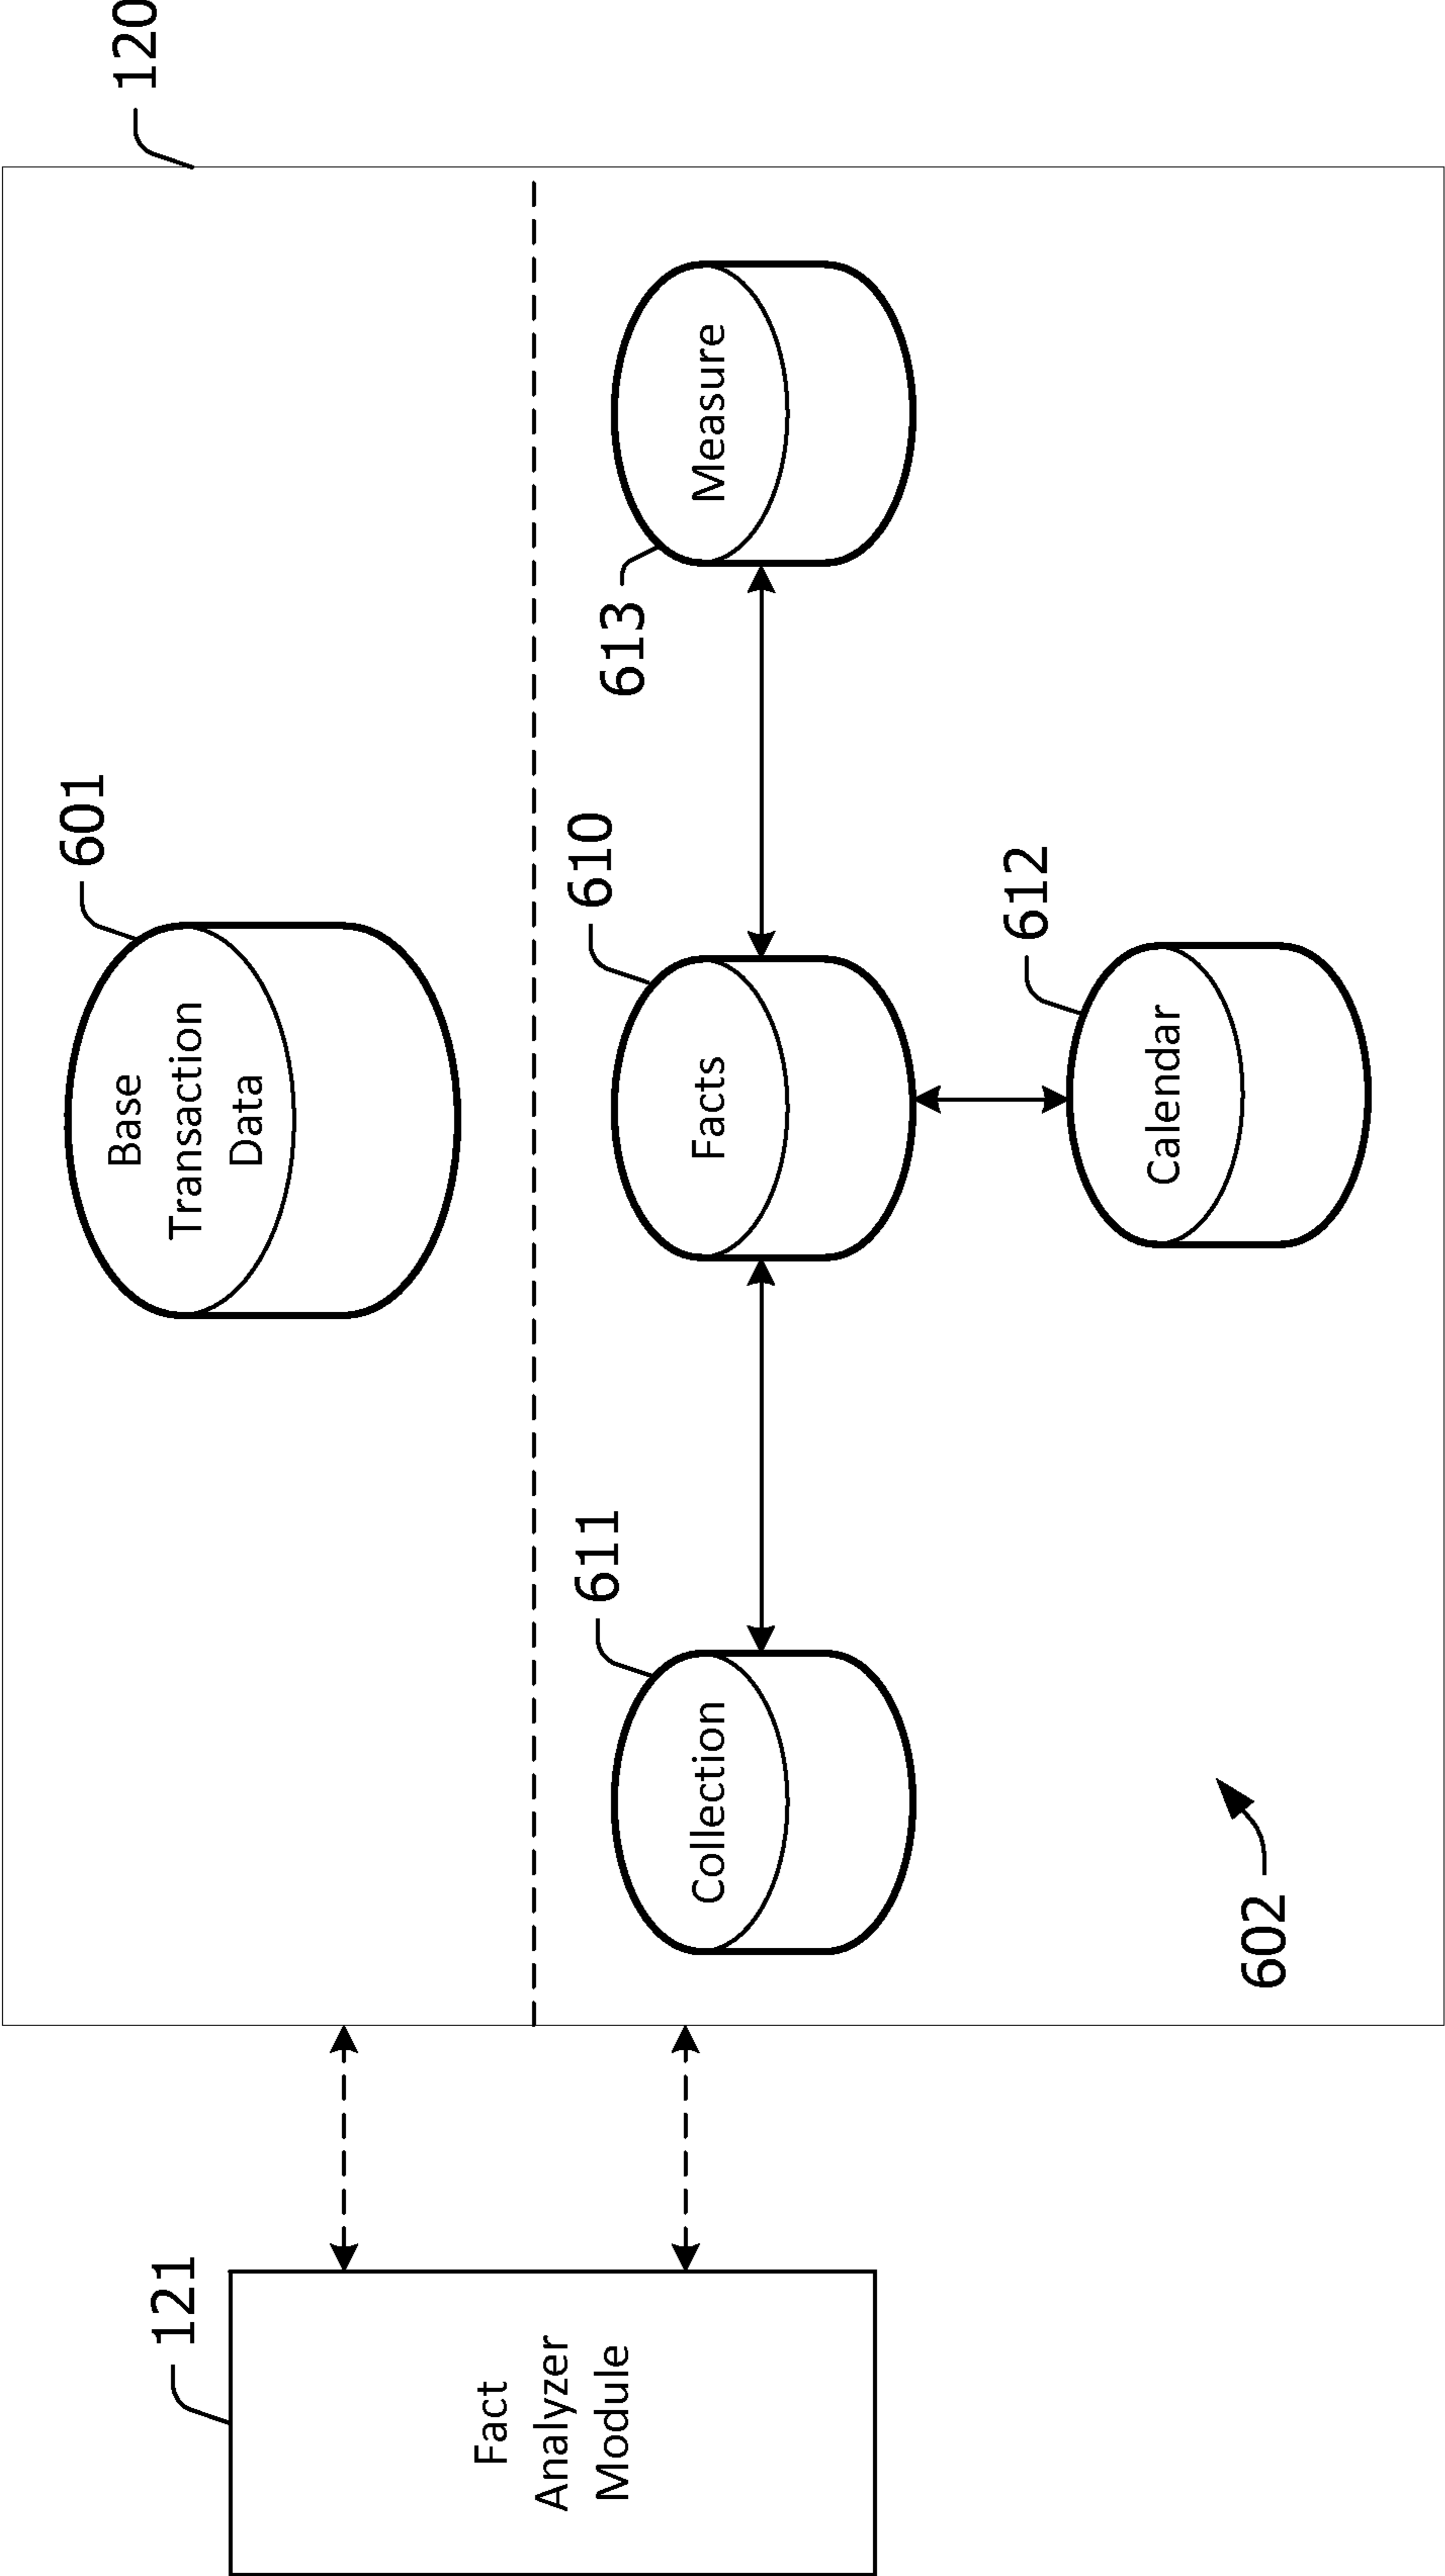 120
601
Base
Transaction
Data
121
Fact
Analyzer
Module
611
Collection
610
Facts
613
Measure
612
Calendar
602